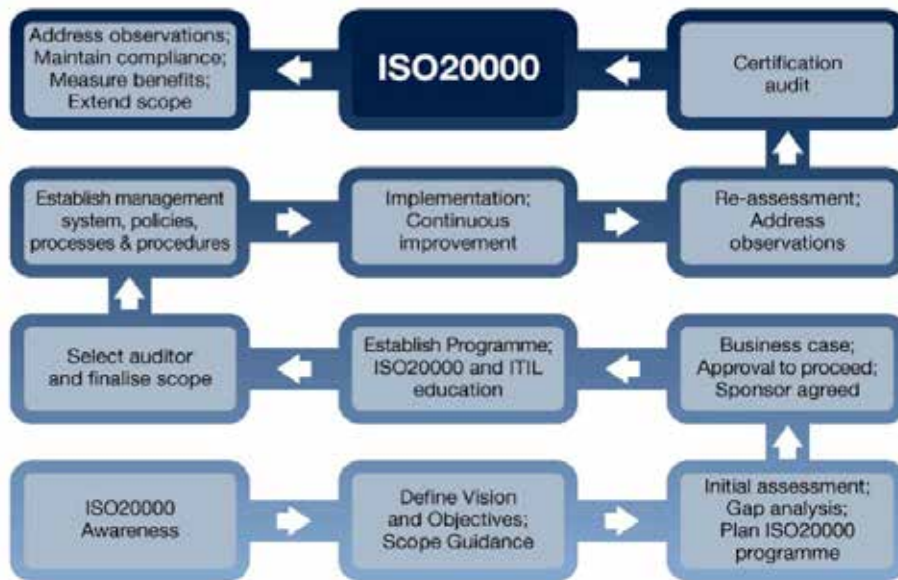 Address observations;
Maintain compliance;
Measure benefits;
Extend scope
ISO20000
Certification
audit
Establish management
system, policies,
processes & procedures
Implementation;
Continuous
improvement
Re-assessment;
Address
observations
Select auditor
and finalise scope
Establish Programme;
ISO20000 and ITIL
education
Business case;
Approval to proceed;
Sponsor agreed
ISO20000
Awareness
Define Vision
and Objectives;
Scope Guidance
Initial assessment;
Gap analysis;
Plan ISO20000
programme